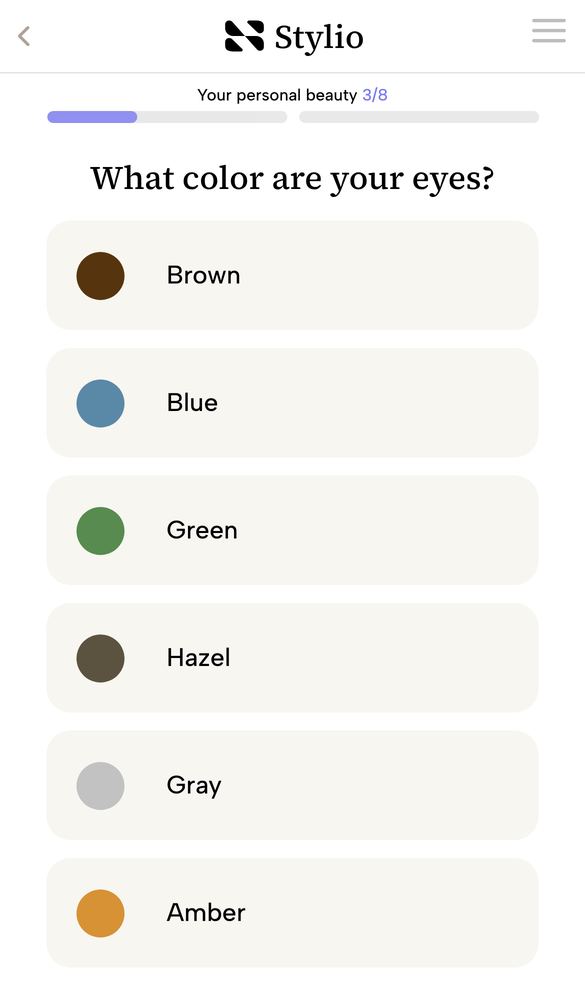 Stylio
Your personal beauty 3/8
What color are your eyes?
Brown
Blue
Green
Hazel
Gray
Amber